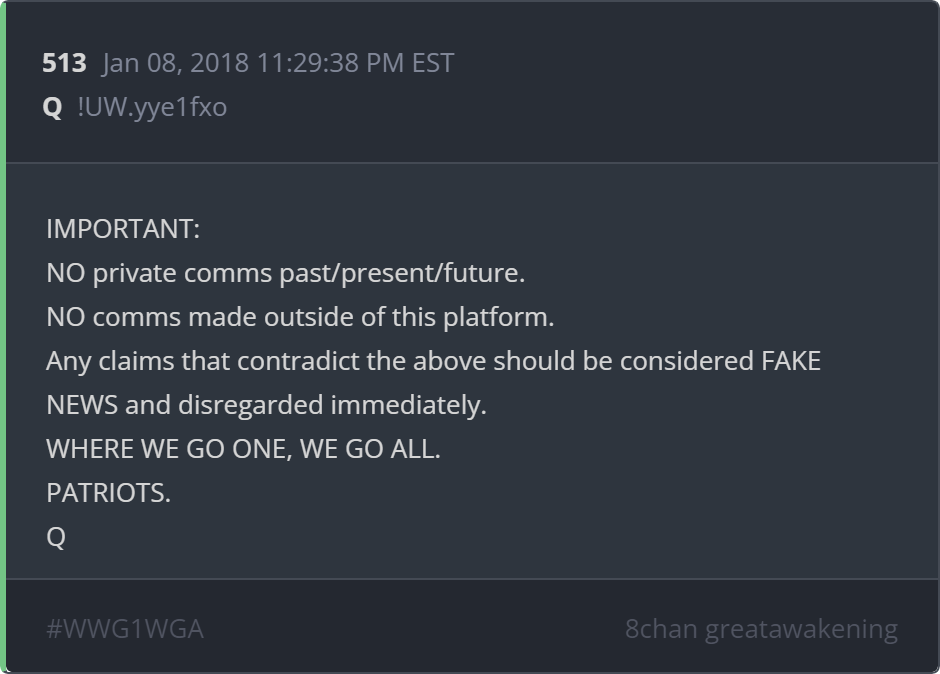 513 Jan 08, 2018 11:29:38 PM EST
Q !UW.yye1fxo
IMPORTANT:
NO private comms past/present/future.
NO comms made outside of this platform.
Any claims that contradict the above should be considered FAKE
NEWS and disregarded immediately.
WHERE WE GO ONE, WE GO ALL.
PATRIOTS.
Q
#WWG1WGA 8chan greatawakening